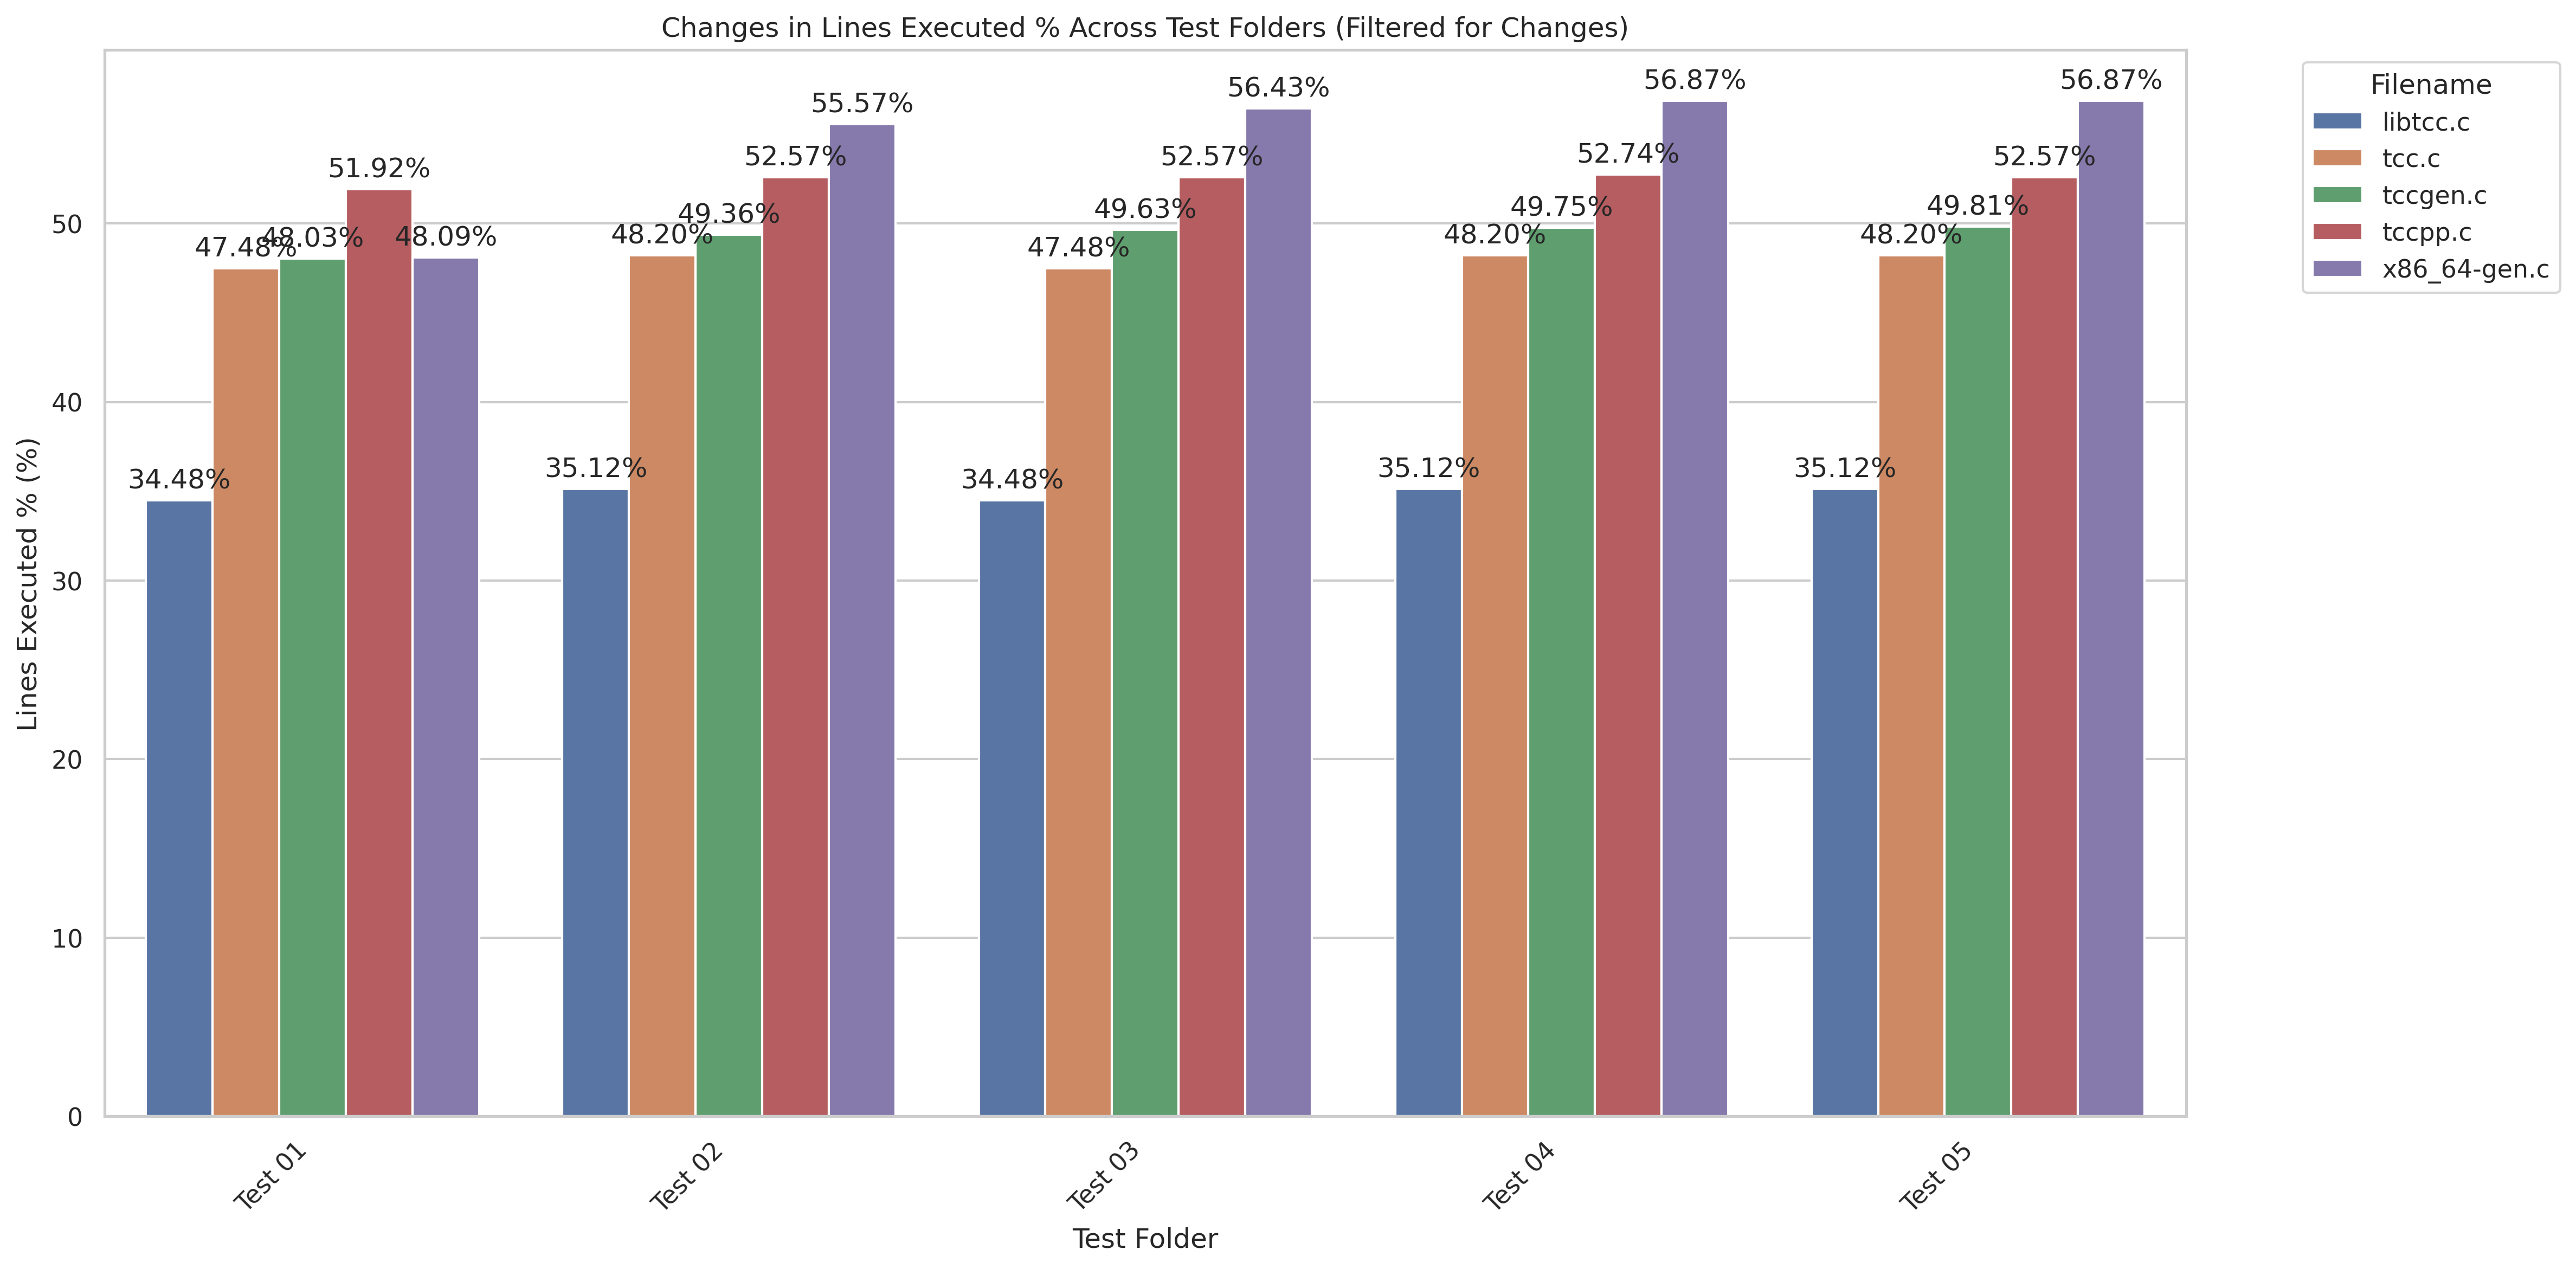 Changes in Lines Executed % Across Test Folders (Filtered for Changes)
Lines Executed % (%)
50
40
30
20
10
0
34.48%
47.48%
48.03%
51.92%
48.09%
35.12%
48.20%
49.36%
52.57%
55.57%
34.48%
47.48%
49.63%
52.57%
56.43%
35.12%
48.20%
49.75%
52.74%
56.87%
35.12%
48.20%
49.81%
52.57%
56.87%
Test 01
Test 02
Test 03
Test 04
Test 05
Test Folder
Filename
libtcc.c
tcc.c
tccgen.c
tccpp.c
x86_64-gen.c